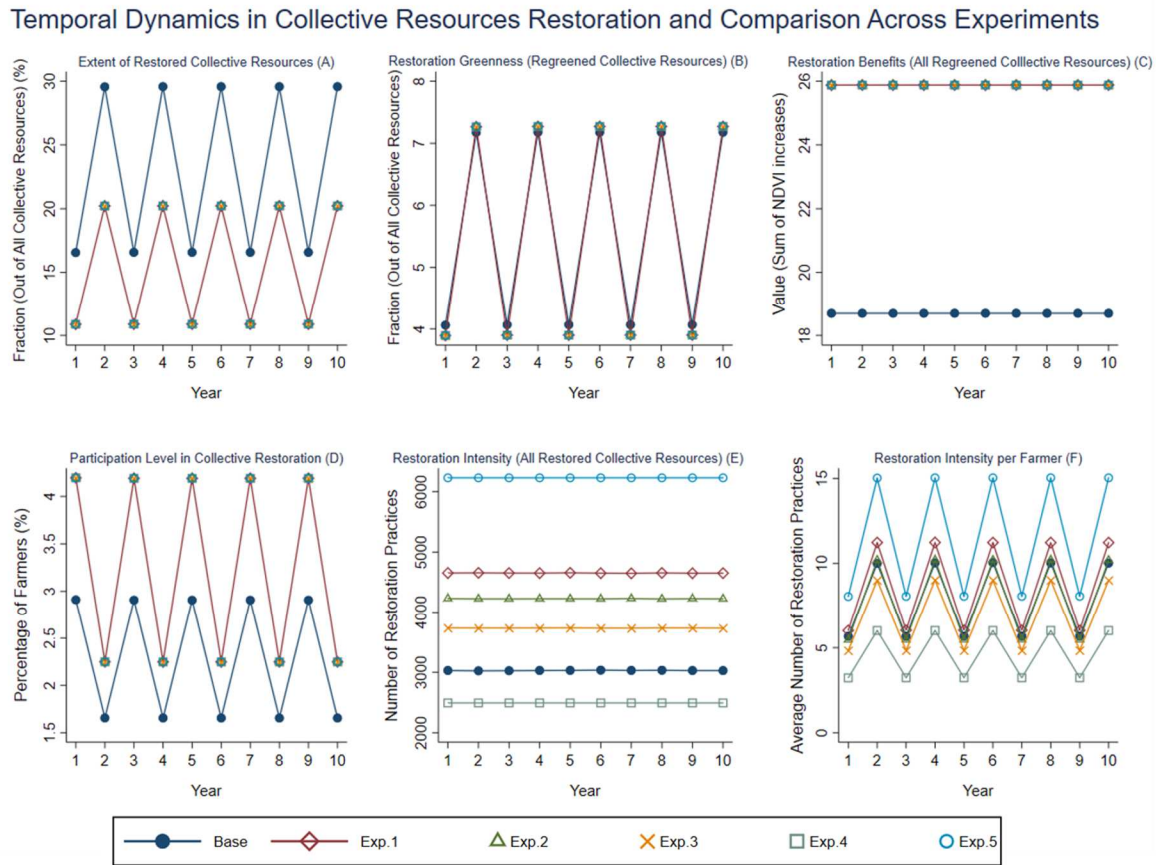 Temporal Dynamics in Collective Resources Restoration and Comparison Across Experiments
Extent of Restored Collective Resources (A)
Fraction (Out of All Collective Resources) (%)
30
25
20
15
10
1 2 3 4 5 6 7 8 9 10
Year
Restoration Greenness (Regreened Collective Resources) (B)
Fraction (Out of All Collective Resources)
8
7
6
5
4
1 2 3 4 5 6 7 8 9 10
Year
Restoration Benefits (All Regreened Colllective Resources) (C)
Value (Sum of NDVI increases)
26
24
22
20
18
1 2 3 4 5 6 7 8 9 10
Year
Participation Level in Collective Restoration (D)
Percentage of Farmers (%)
4
3.5
3
2.5
2
1.5
1 2 3 4 5 6 7 8 9 10
Year
Restoration Intensity (All Restored Collective Resources) (E)
Number of Restoration Practices
6000
5000
4000
3000
2000
1 2 3 4 5 6 7 8 9 10
Year
Restoration Intensity per Farmer (F)
Average Number of Restoration Practices
15
10
5
0
1 2 3 4 5 6 7 8 9 10
Year
Base Exp.1 Exp.2 Exp.3 Exp.4 Exp.5